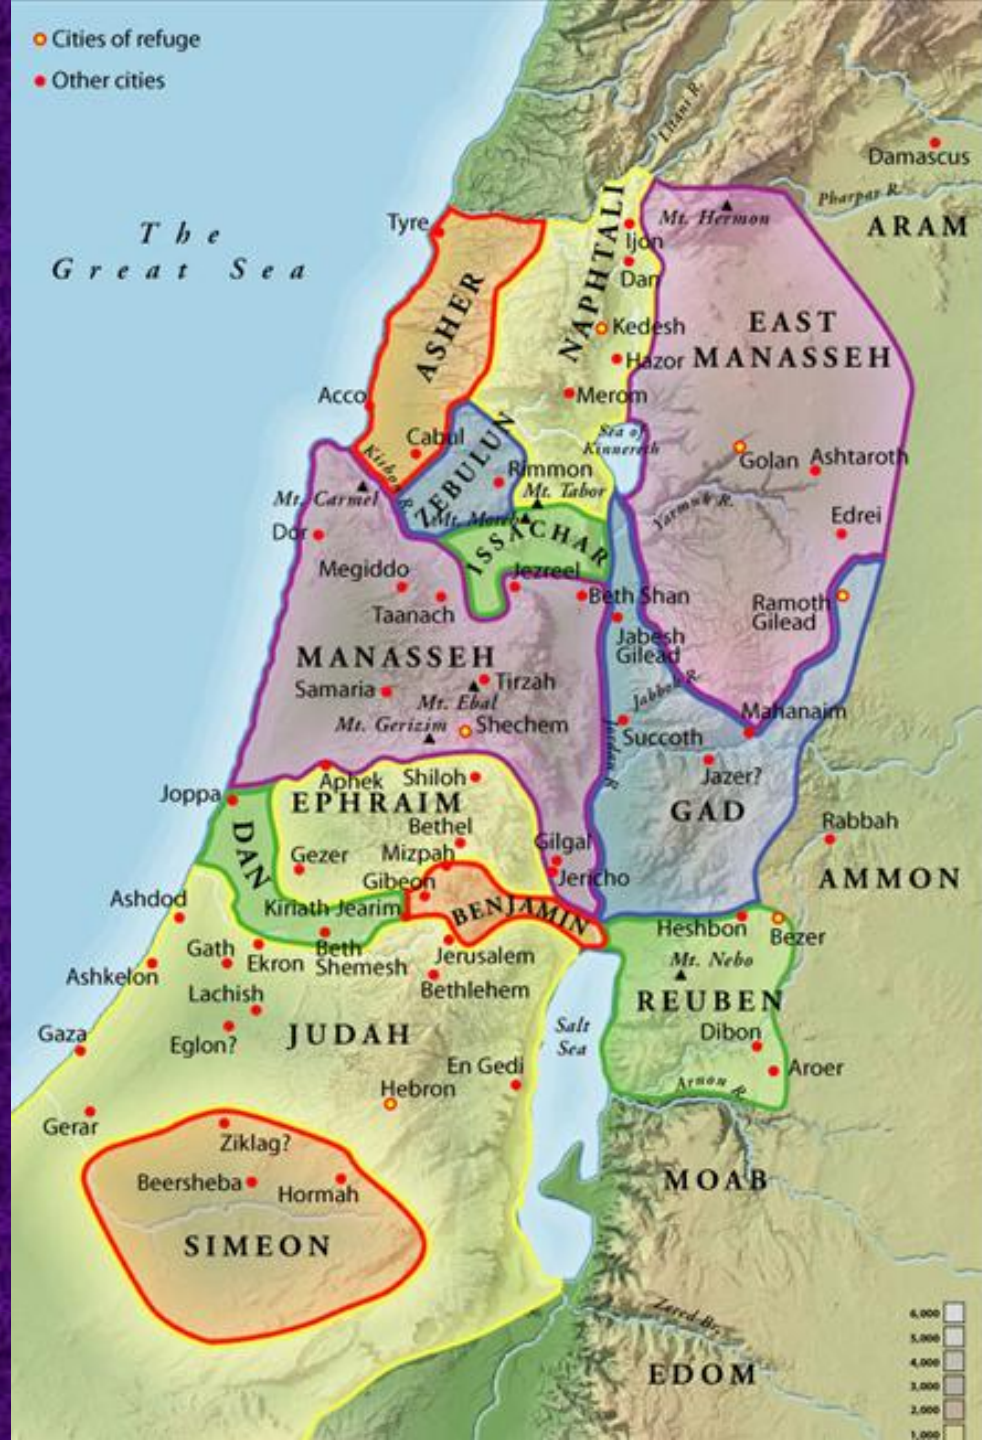 Cities of refuge
Other cities
Litani R.
Damascus
Pharpar R.
ARAM
The
Great Sea
Tyre
Mt. Hermon
Ijon
Dan
NAPHTALI
ASHER
Kedesh
EAST
MANASSEH
Hazor
Merom
Acco
Cabul
Kishon R.
ZEBULUN
Sea of
Kinnereth
Rimmon
Golan
Ashtaroth
Mt. Carmel
Mt. Tabor
Mt. Moreh
Yarmuk R.
Dor
ISSACHAR
Edrei
Megiddo
Jezreel
Taanach
Beth Shan
Ramoth
Gilead
Jabesh
Gilead
MANASSEH
Samaria
Tirzah
Mt. Ebal
Jabbok R.
Mt. Gerizim
Shechem
Mahanaim
Succoth
Jordan R.
Jazer?
Aphek
Shiloh
Joppa
EPHRAIM
GAD
DAN
Bethel
Rabbah
Gezer
Mizpah
Gilgal
Gibeon
Jericho
AMMON
Ashdod
Kiriath Jearim
BENJAMIN
Heshbon
Bezer
Gath
Ekron
Beth
Shemesh
Jerusalem
Mt. Nebo
Ashkelon
Bethlehem
Lachish
REUBEN
Gaza
Eglon?
JUDAH
Salt
Sea
Dibon
En Gedi
Aroer
Hebron
Arnon R.
Gerar
Ziklag?
Beersheba
Hormah
MOAB
SIMEON
Zered Br.
EDOM
6,000
5,000
4,000
3,000
2,000
1,000